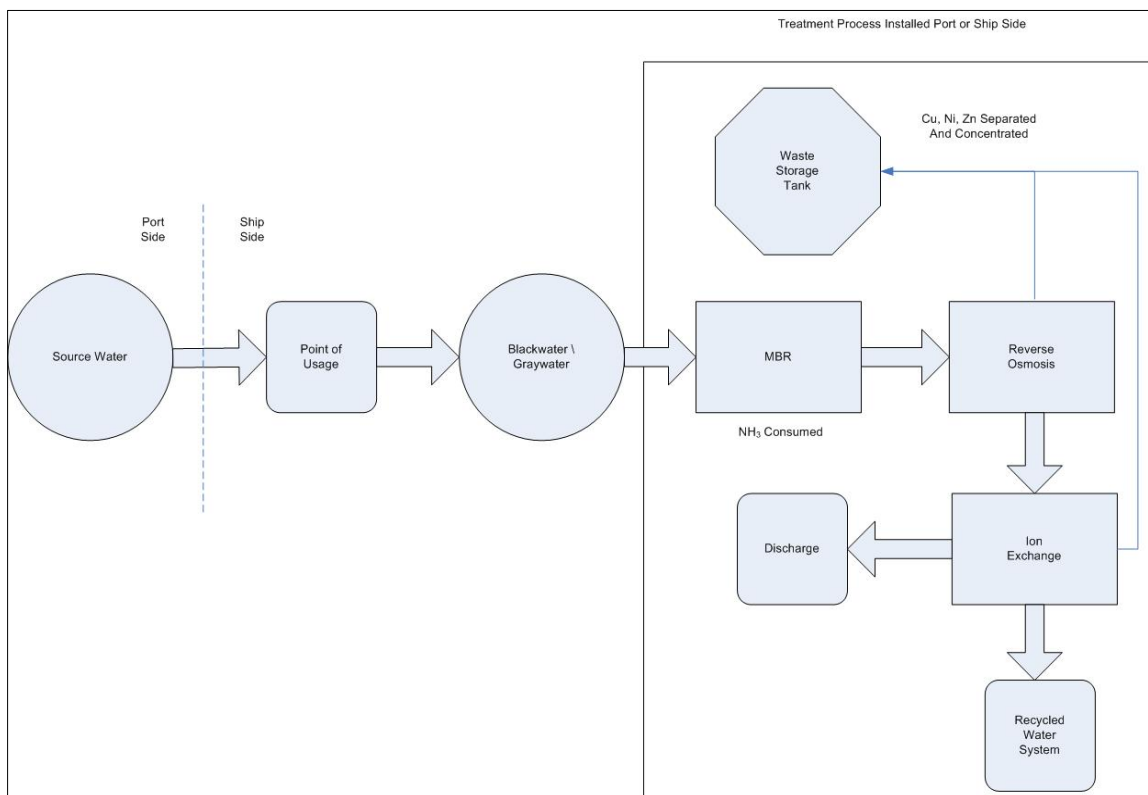 Treatment Process Installed Port or Ship Side
Cu, Ni, Zn Separated
And Concentrated
Waste
Storage
Tank
Port
Side
Ship
Side
Source Water
Point of
Usage
Blackwater \
Graywater
MBR
Reverse
Osmosis
NH₃ Consumed
Discharge
Ion
Exchange
Recycled
Water
System